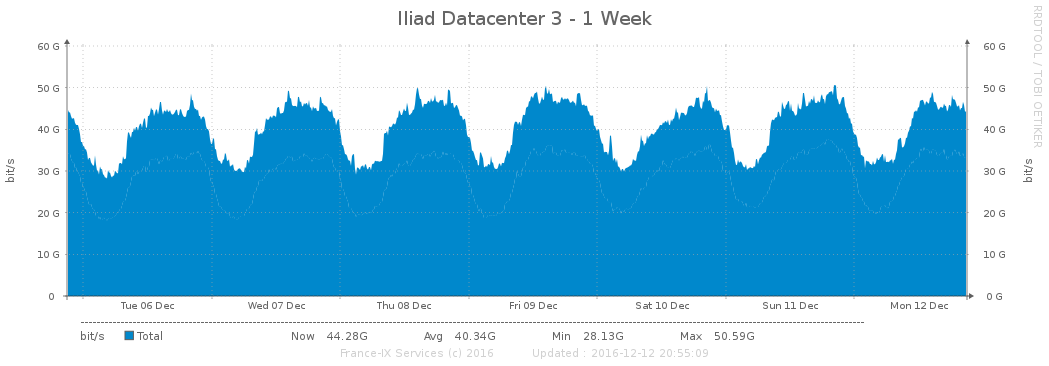 Iliad Datacenter 3 - 1 Week
RRDTOOL / TOBI OETIKER
60 G 60 G
50 G 50 G
40 G 40 G
30 G 30 G
20 G 20 G
10 G 10 G
0 0 G
bit/s bit/s
Tue 06 Dec Wed 07 Dec Thu 08 Dec Fri 09 Dec Sat 10 Dec Sun 11 Dec Mon 12 Dec
bit/s Total Now 44.28G Avg 40.34G Min 28.13G Max 50.59G
France-IX Services (c) 2016 Updated : 2016-12-12 20:55:09